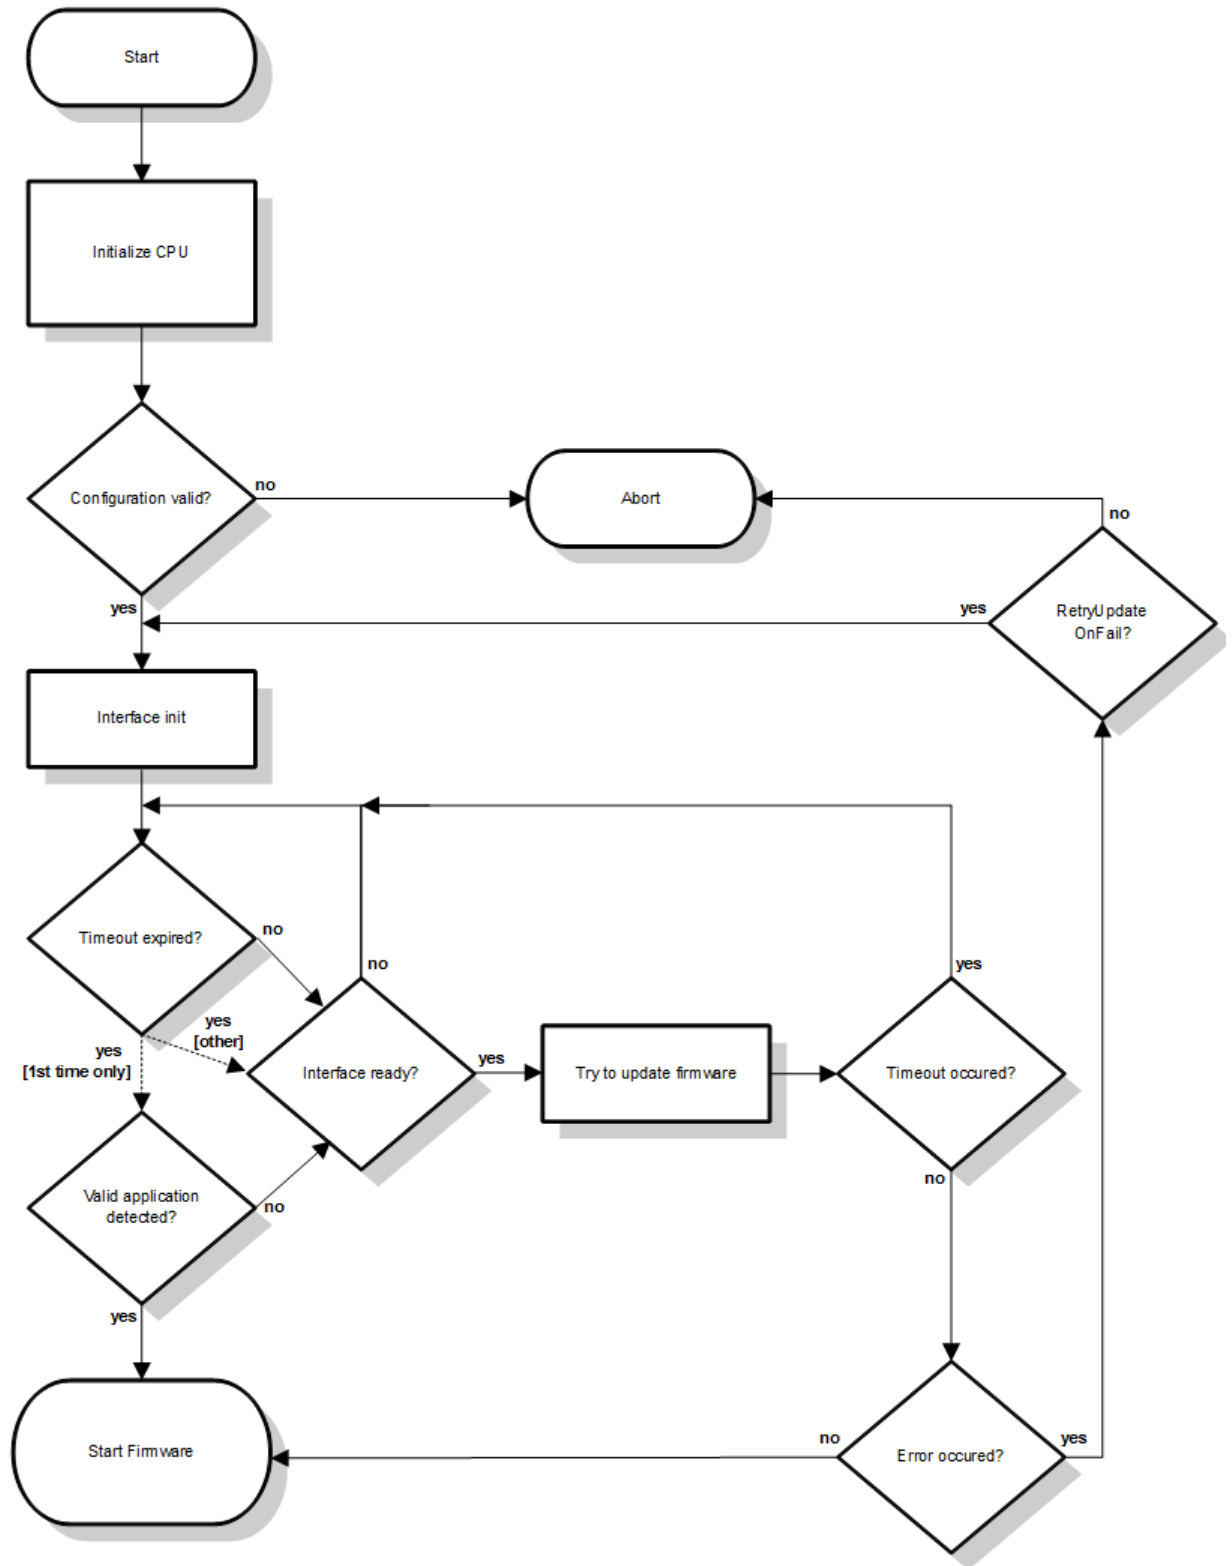 Start
Initialize CPU
Configuration valid?
no
Abort
no
yes
yes
RetryUpdate
OnFail?
Interface init
Timeout expired?
no
no
yes
yes
[other]
yes
[1st time only]
Interface ready?
yes
Try to update firmware
Timeout occured?
Valid application
detected?
no
no
yes
Start Firmware
no
Error occured?
yes